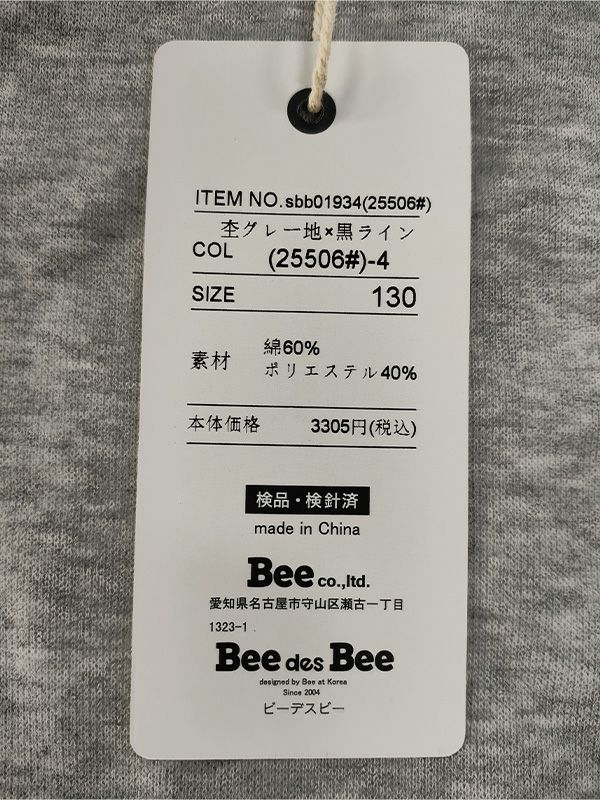 ITEM NO.sbb01934(25506#)
杢グレー地×黒ライン
COL (25506#)-4
SIZE 130
素材 綿60%
ポリエステル40%
本体価格 3305円(税込)
検品・検針済
made in China
Bee co.,ltd.
愛知県名古屋市守山区瀬古一丁目
1323-1
Bee des Bee
designed by Bee at Korea
Since 2004
ビーデスビー